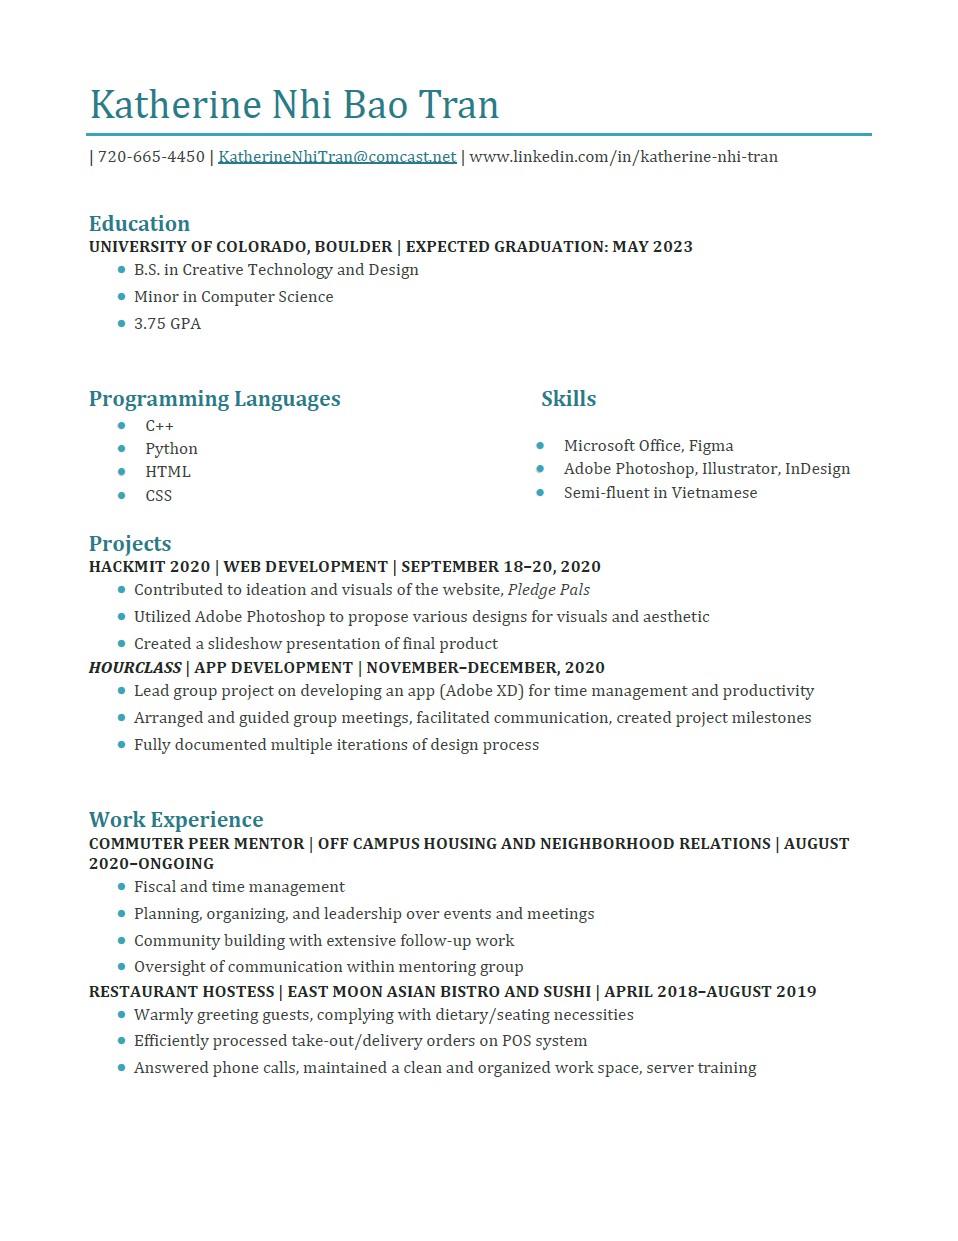 Katherine Nhi Bao Tran
| 720-665-4450 | KatherineNhiTran@comcast.net | www.linkedin.com/in/katherine-nhi-tran
Education
UNIVERSITY OF COLORADO, BOULDER | EXPECTED GRADUATION: MAY 2023
• B.S. in Creative Technology and Design
• Minor in Computer Science
• 3.75 GPA
Programming Languages
• C++
• Python
• HTML
• CSS
Skills
• Microsoft Office, Figma
• Adobe Photoshop, Illustrator, InDesign
• Semi-fluent in Vietnamese
Projects
HACKMIT 2020 | WEB DEVELOPMENT | SEPTEMBER 18–20, 2020
• Contributed to ideation and visuals of the website, Pledge Pals
• Utilized Adobe Photoshop to propose various designs for visuals and aesthetic
• Created a slideshow presentation of final product
HOURCLASS | APP DEVELOPMENT | NOVEMBER–DECEMBER, 2020
• Lead group project on developing an app (Adobe XD) for time management and productivity
• Arranged and guided group meetings, facilitated communication, created project milestones
• Fully documented multiple iterations of design process
Work Experience
COMMUTER PEER MENTOR | OFF CAMPUS HOUSING AND NEIGHBORHOOD RELATIONS | AUGUST
2020–ONGOING
• Fiscal and time management
• Planning, organizing, and leadership over events and meetings
• Community building with extensive follow-up work
• Oversight of communication within mentoring group
RESTAURANT HOSTESS | EAST MOON ASIAN BISTRO AND SUSHI | APRIL 2018–AUGUST 2019
• Warmly greeting guests, complying with dietary/seating necessities
• Efficiently processed take-out/delivery orders on POS system
• Answered phone calls, maintained a clean and organized work space, server training